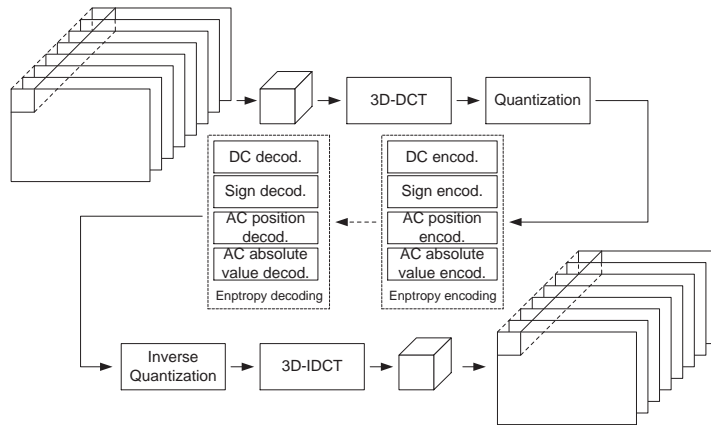 3D-DCT
Quantization
DC decod.
Sign decod.
AC position
decod.
AC absolute
value decod.
Enptropy decoding
DC encod.
Sign encod.
AC position
encod.
AC absolute
value encod.
Enptropy encoding
Inverse
Quantization
3D-IDCT